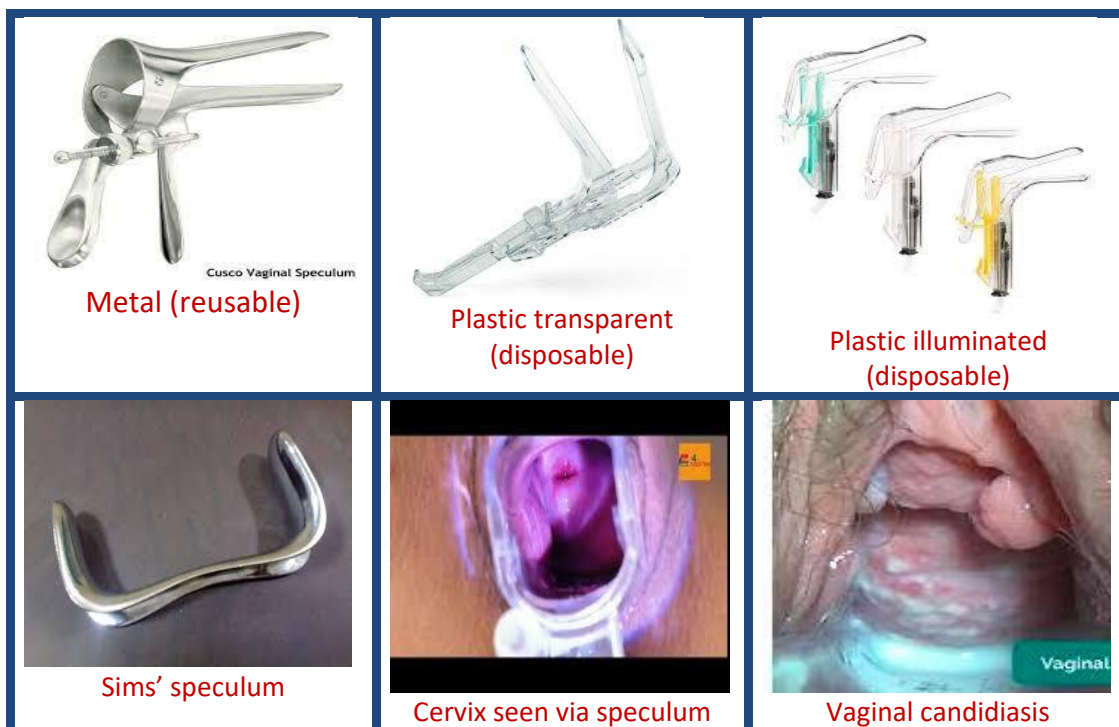 Cusco Vaginal Speculum
Metal (reusable)
Plastic transparent
(disposable)
Plastic illuminated
(disposable)
4
Vaginal
Sims’ speculum
Cervix seen via speculum
Vaginal candidiasis